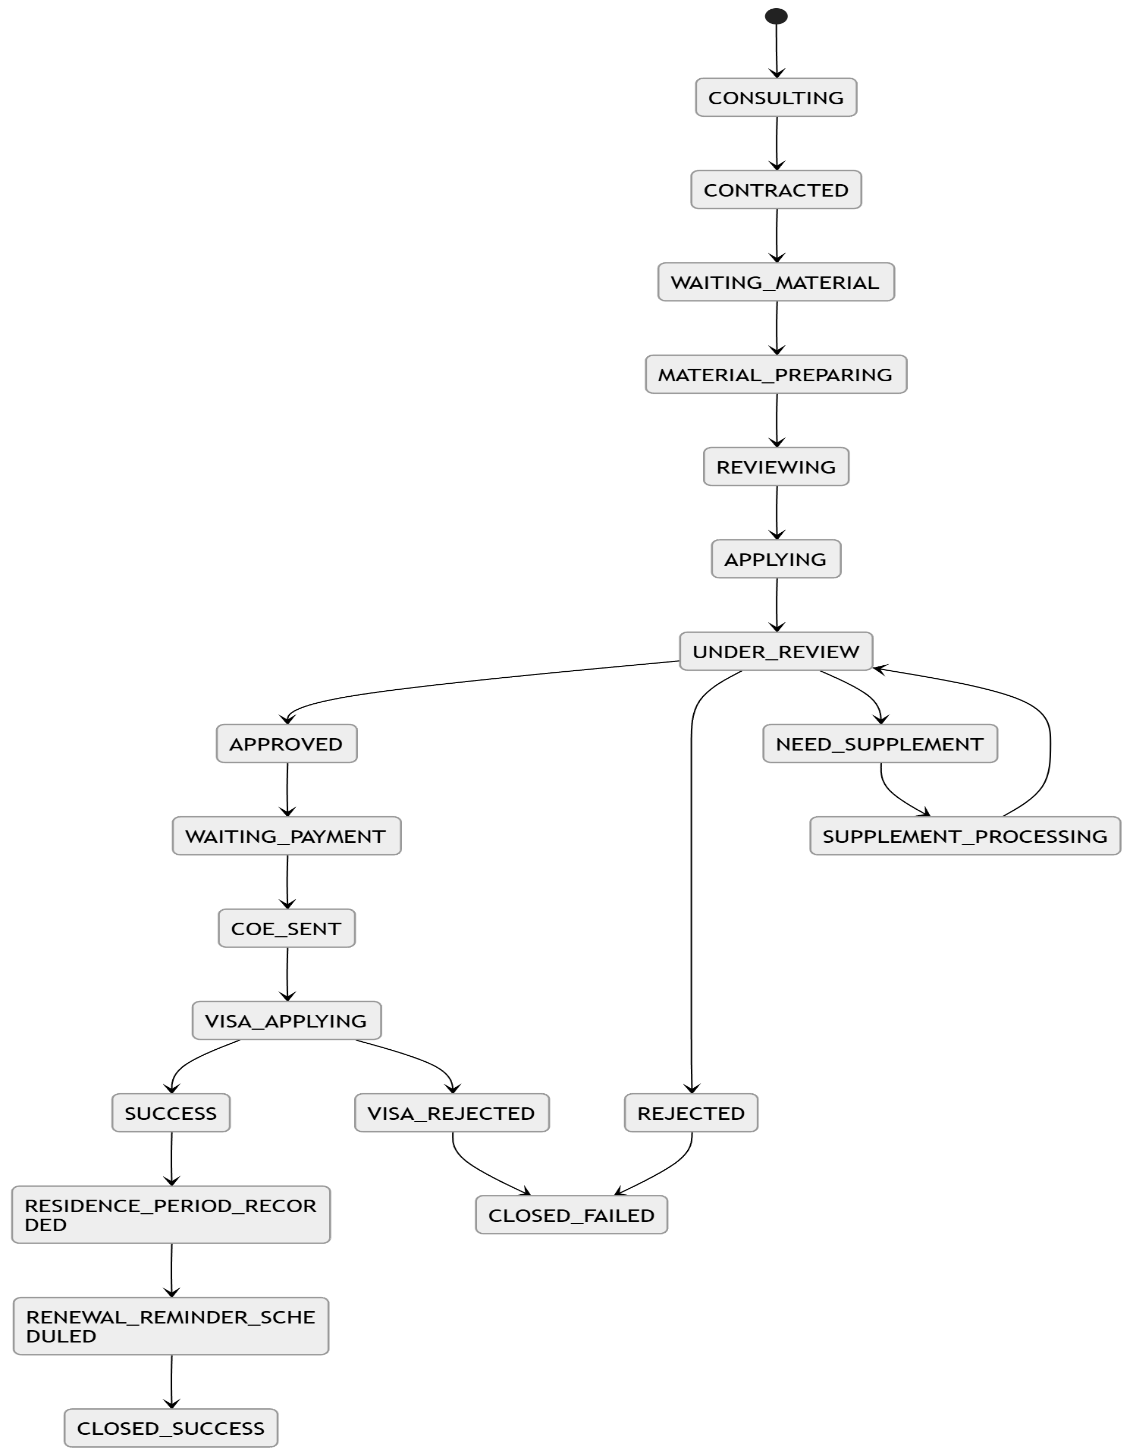 CONSULTING
CONTRACTED
WAITING_MATERIAL
MATERIAL_PREPARING
REVIEWING
APPLYING
UNDER_REVIEW
APPROVED
NEED_SUPPLEMENT
WAITING_PAYMENT
SUPPLEMENT_PROCESSING
COE_SENT
VISA_APPLYING
SUCCESS
VISA_REJECTED
REJECTED
RESIDENCE_PERIOD_RECOR
DED
CLOSED_FAILED
RENEWAL_REMINDER_SCHE
DULED
CLOSED_SUCCESS